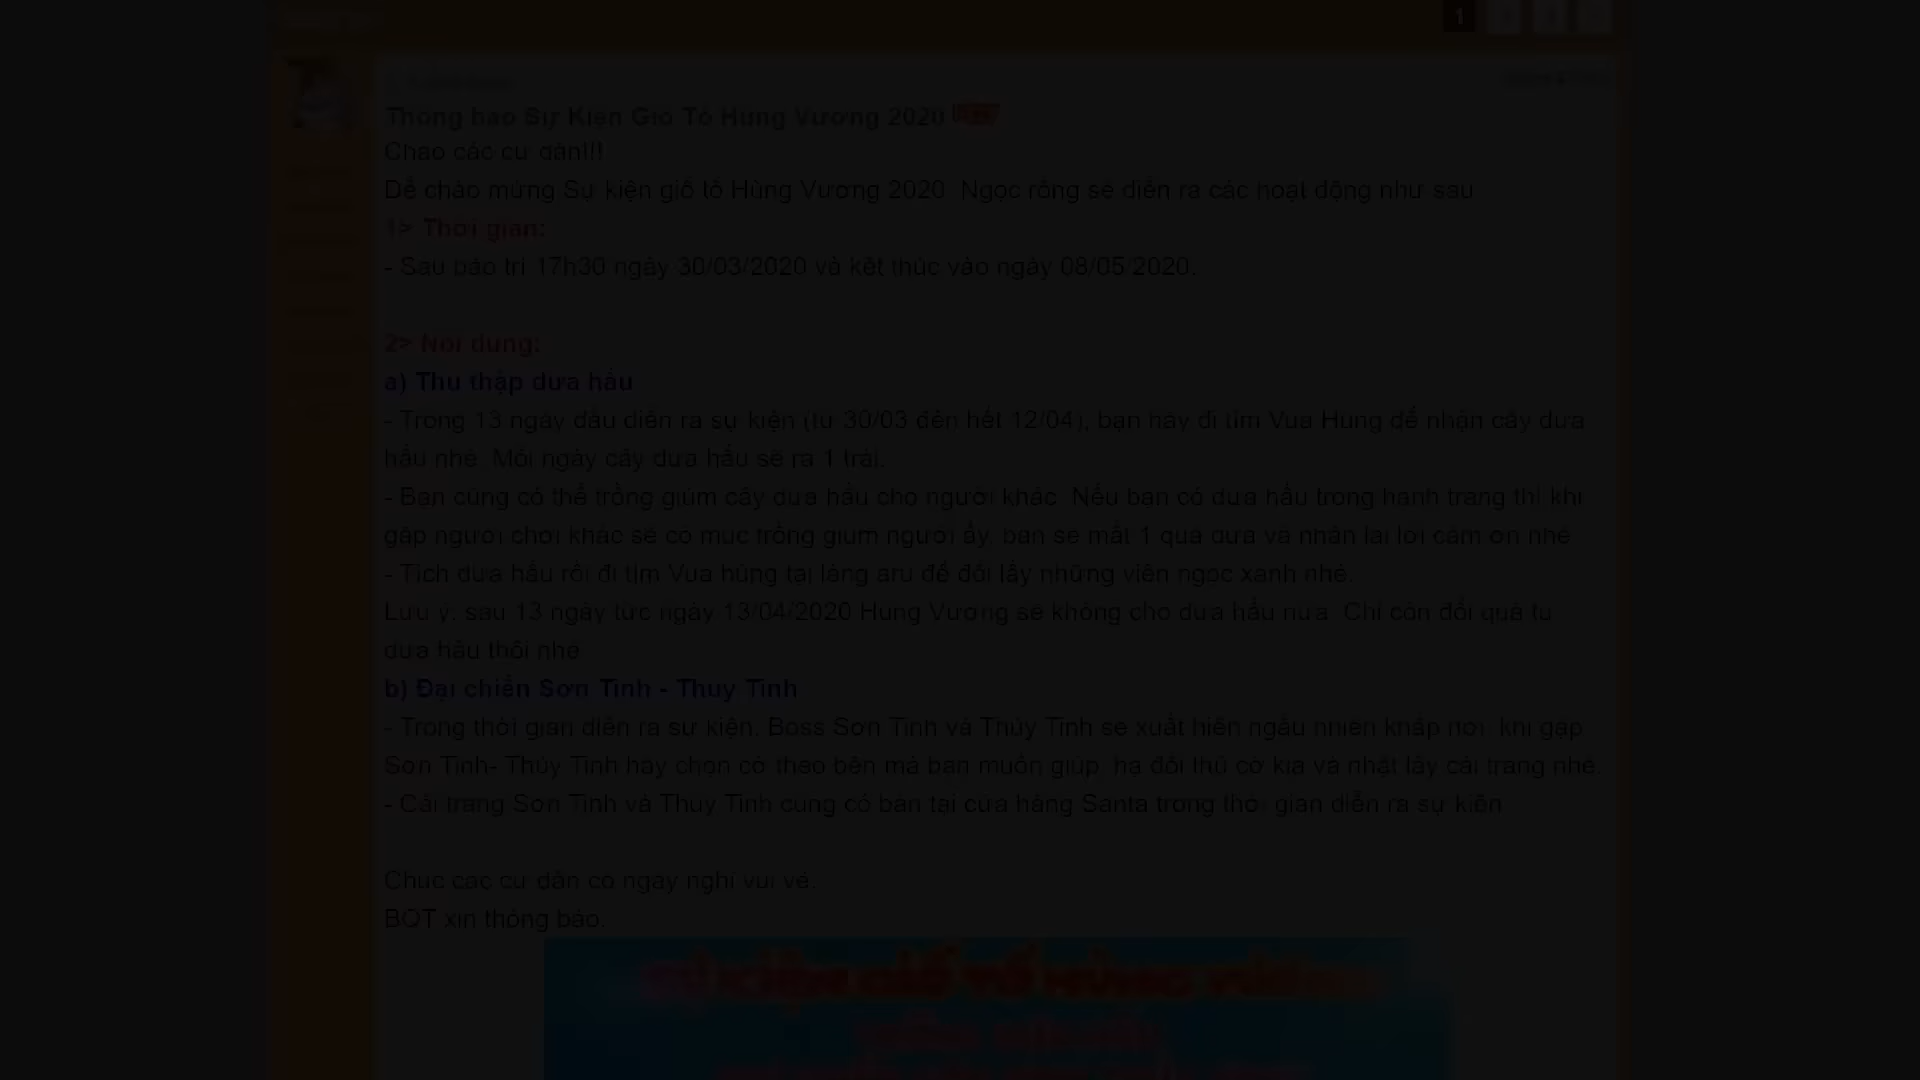 1
Thông báo Sự Kiện Giỗ Tổ Hùng Vương 2020
Chào các cư dân!!!
Để chào mừng Sự kiện giỗ tổ Hùng Vương 2020 Ngọc rồng sẽ diễn ra các hoạt động như sau
1> Thời gian:
- Sau bảo trì 17h30 ngày 30/03/2020 và kết thúc vào ngày 08/05/2020.
2> Nội dung:
a) Thu thập dưa hấu
- Trong 13 ngày đầu diễn ra sự kiện (từ 30/03 đến hết 12/04), bạn hãy đi tìm Vua Hùng để nhận cây dưa
hấu nhé. Mỗi ngày cây dưa hấu sẽ ra 1 trái.
- Bạn cũng có thể trồng giùm cây dưa hấu cho người khác. Nếu bạn có dưa hấu trong hành trang thì khi
gặp người chơi khác sẽ có mục trồng giùm người ấy, bạn sẽ mất 1 quả dưa và nhận lại lời cảm ơn nhé
- Tích dưa hấu rồi đi tìm Vua hùng tại làng aru để đổi lấy những viên ngọc xanh nhé.
Lưu ý: sau 13 ngày tức ngày 13/04/2020 Hùng Vương sẽ không cho dưa hấu nữa. Chỉ còn đổi quà từ
dưa hấu thôi nhé
b) Đại chiến Sơn Tinh - Thủy Tinh
- Trong thời gian diễn ra sự kiện, Boss Sơn Tinh và Thủy Tinh sẽ xuất hiện ngẫu nhiên khắp nơi, khi gặp
Sơn Tinh- Thủy Tinh hãy chọn cờ theo bên mà bạn muốn giúp, hạ đối thủ cờ kia và nhặt lấy cải trang nhé.
- Cải trang Sơn Tinh và Thủy Tinh cũng có bán tại cửa hàng Santa trong thời gian diễn ra sự kiện
Chúc các cư dân có ngày nghỉ vui vẻ.
BQT xin thông báo.
SỰ KIỆN GIỖ TỔ HÙNG VƯƠNG